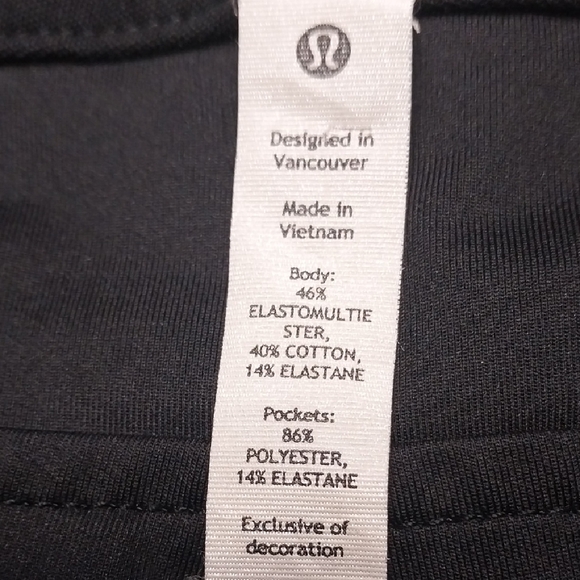 Designed in
Vancouver
Made in
Vietnam
Body:
46%
ELASTOMULTIE
STER,
40% COTTON,
14% ELASTANE
Pockets:
86%
POLYESTER,
14% ELASTANE
Exclusive of
decoration